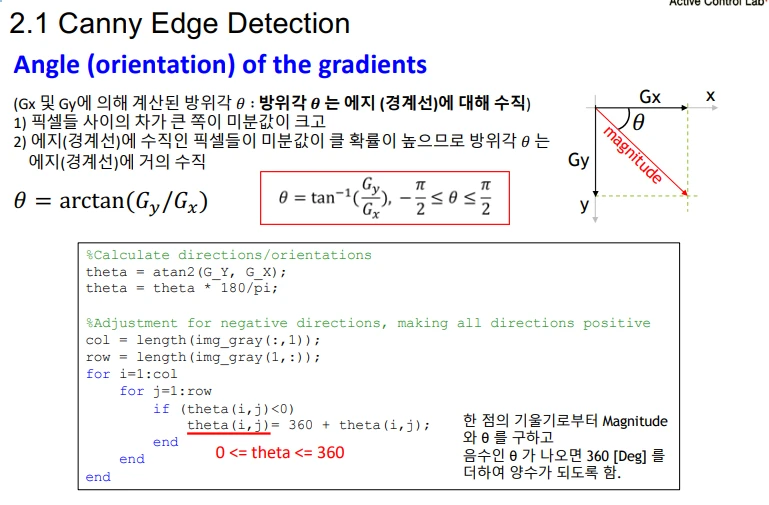 Active Control Lab
2.1 Canny Edge Detection
Angle (orientation) of the gradients
(Gx 및 Gy에 의해 계산된 방위각 θ : 방위각 θ 는 에지 (경계선)에 대해 수직)
1) 픽셀들 사이의 차가 큰 쪽이 미분값이 크고
2) 에지(경계선)에 수직인 픽셀들이 미분값이 클 확률이 높으므로 방위각 θ 는
에지(경계선)에 거의 수직
θ = arctan(G_y/G_x)
θ = tan⁻¹(G_y/G_x), −π/2 ≤ θ ≤ π/2
Gx
x
θ
magnitude
Gy
y
%Calculate directions/orientations
theta = atan2(G_Y, G_X);
theta = theta * 180/pi;
%Adjustment for negative directions, making all directions positive
col = length(img_gray(:,1));
row = length(img_gray(1,:));
for i=1:col
for j=1:row
if (theta(i,j)<0)
theta(i,j)= 360 + theta(i,j);
end
end
end
0 <= theta <= 360
한 점의 기울기로부터 Magnitude
와 θ 를 구하고
음수인 θ 가 나오면 360 [Deg] 를
더하여 양수가 되도록 함.